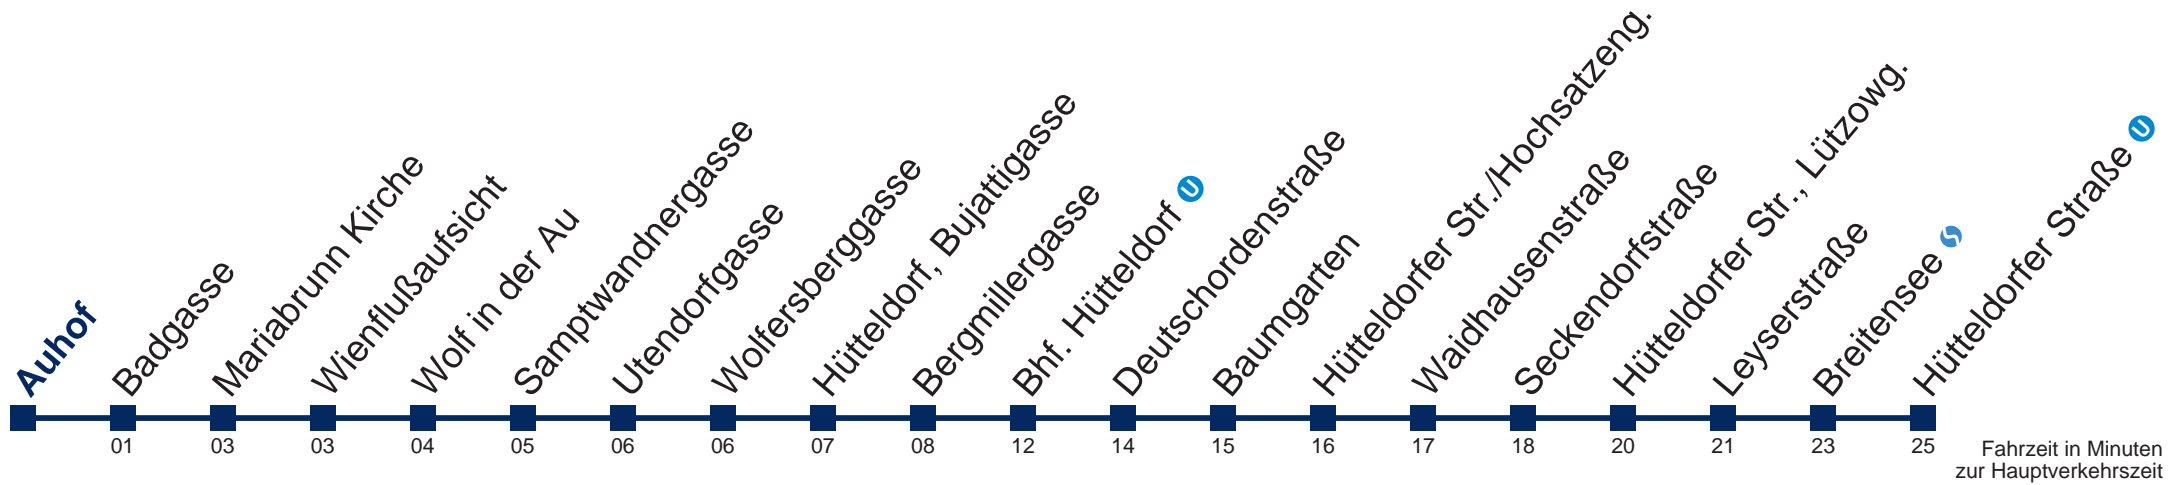 Auhof
Badgasse
Mariabrunn Kirche
Wienflußaufsicht
Wolf in der Au
Samptwandnergasse
Utendorfgasse
Wolfersberggasse
Hütteldorf, Bujattigasse
Bergmillergasse
Bhf. Hütteldorf U
Deutschordenstraße
Baumgarten
Hütteldorfer Str./Hochsatzeng.
Waidhausenstraße
Seckendorfstraße
Hütteldorfer Str., Lützowg.
Leyserstraße
Breitensee S
Hütteldorfer Straße U
01 03 03 04 05 06 06 07 08 12 14 15 16 17 18 20 21 23 25
Fahrzeit in Minuten
zur Hauptverkehrszeit